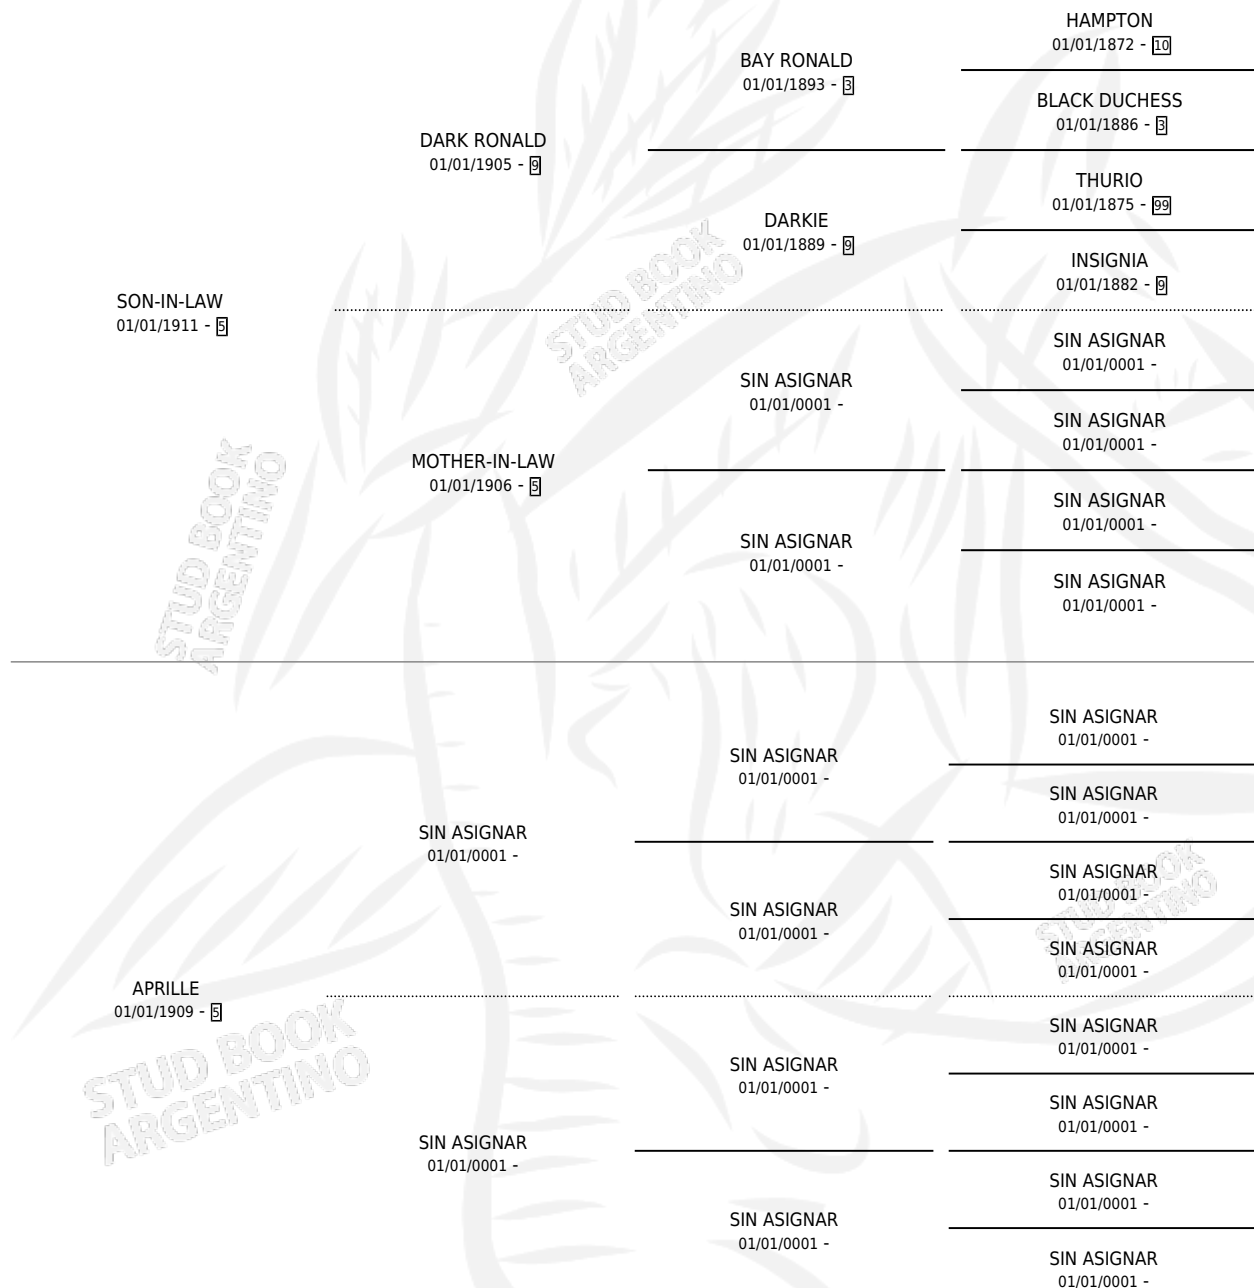 HAMPTON
01/01/1872 - 10
BAY RONALD
01/01/1893 - 3
BLACK DUCHESS
01/01/1886 - 3
DARK RONALD
01/01/1905 - 9
THURIO
01/01/1875 - 99
DARKIE
01/01/1889 - 9
INSIGNIA
01/01/1882 - 9
SON-IN-LAW
01/01/1911 - 5
SIN ASIGNAR
01/01/0001 -
SIN ASIGNAR
01/01/0001 -
SIN ASIGNAR
01/01/0001 -
MOTHER-IN-LAW
01/01/1906 - 5
SIN ASIGNAR
01/01/0001 -
SIN ASIGNAR
01/01/0001 -
SIN ASIGNAR
01/01/0001 -
STUD BOOK
ARGENTINO
STUD BOOK
ARGENTINO
SIN ASIGNAR
01/01/0001 -
SIN ASIGNAR
01/01/0001 -
SIN ASIGNAR
01/01/0001 -
SIN ASIGNAR
01/01/0001 -
SIN ASIGNAR
01/01/0001 -
SIN ASIGNAR
01/01/0001 -
SIN ASIGNAR
01/01/0001 -
APRILLE
01/01/1909 - 5
SIN ASIGNAR
01/01/0001 -
SIN ASIGNAR
01/01/0001 -
SIN ASIGNAR
01/01/0001 -
SIN ASIGNAR
01/01/0001 -
SIN ASIGNAR
01/01/0001 -
SIN ASIGNAR
01/01/0001 -
SIN ASIGNAR
01/01/0001 -
STUD BOOK
ARGENTINO
STUD BOOK
ARGENTINO